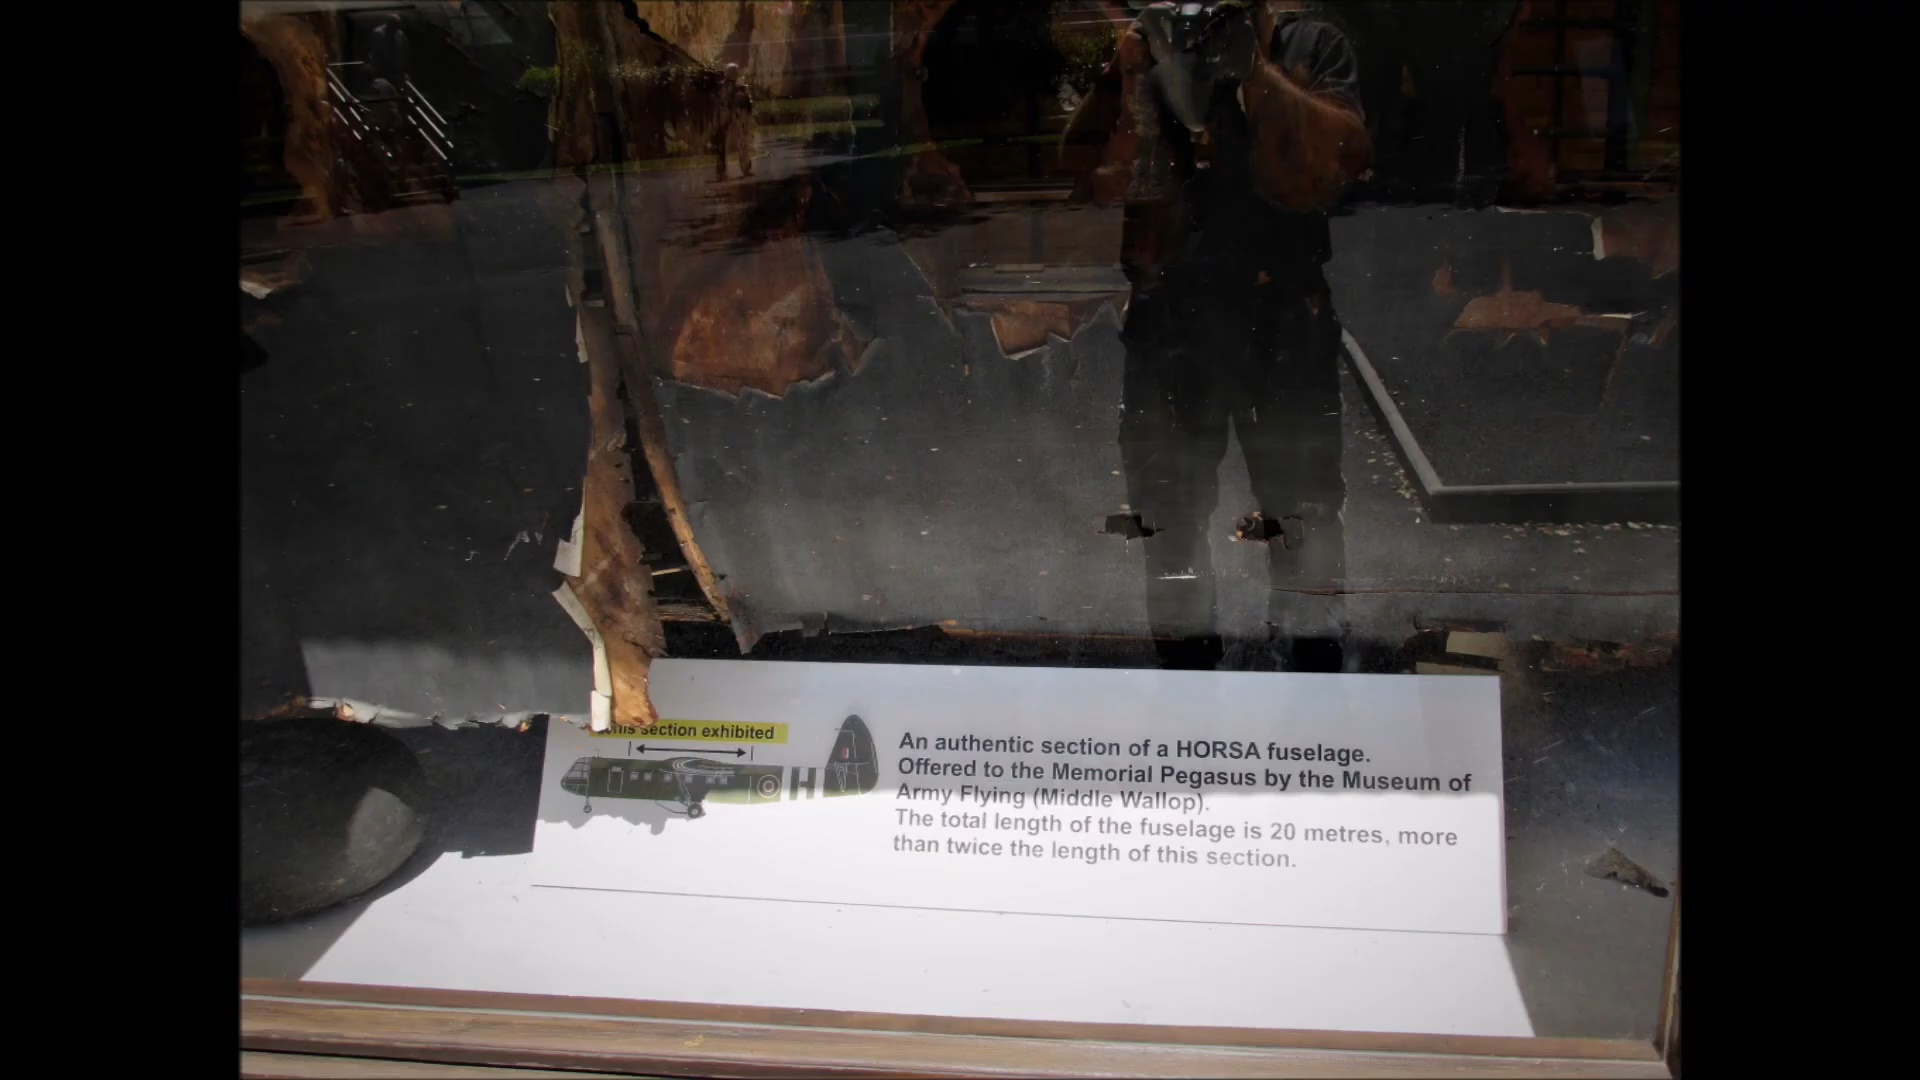 this section exhibited
An authentic section of a HORSA fuselage.
Offered to the Memorial Pegasus by the Museum of
Army Flying (Middle Wallop).
The total length of the fuselage is 20 metres, more
than twice the length of this section.